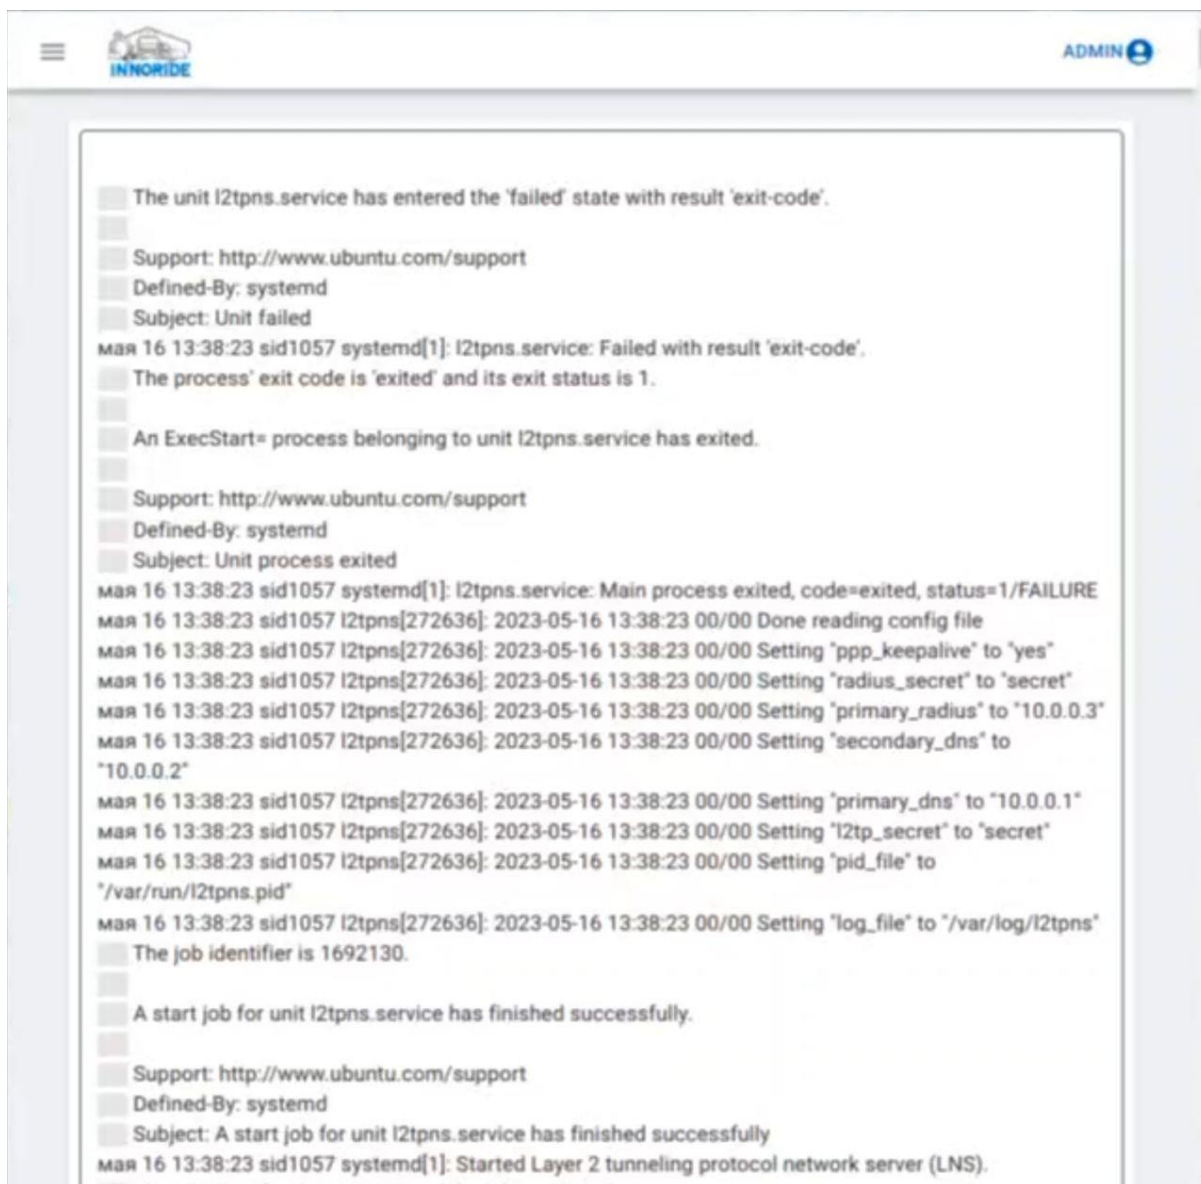 INNORIDE
ADMIN
The unit l2tpns.service has entered the 'failed' state with result 'exit-code'.
Support: http://www.ubuntu.com/support
Defined-By: systemd
Subject: Unit failed
мая 16 13:38:23 sid1057 systemd[1]: l2tpns.service: Failed with result 'exit-code'.
The process' exit code is 'exited' and its exit status is 1.
An ExecStart= process belonging to unit l2tpns.service has exited.
Support: http://www.ubuntu.com/support
Defined-By: systemd
Subject: Unit process exited
мая 16 13:38:23 sid1057 systemd[1]: l2tpns.service: Main process exited, code=exited, status=1/FAILURE
мая 16 13:38:23 sid1057 l2tpns[272636]: 2023-05-16 13:38:23 00/00 Done reading config file
мая 16 13:38:23 sid1057 l2tpns[272636]: 2023-05-16 13:38:23 00/00 Setting "ppp_keepalive" to "yes"
мая 16 13:38:23 sid1057 l2tpns[272636]: 2023-05-16 13:38:23 00/00 Setting "radius_secret" to "secret"
мая 16 13:38:23 sid1057 l2tpns[272636]: 2023-05-16 13:38:23 00/00 Setting "primary_radius" to "10.0.0.3"
мая 16 13:38:23 sid1057 l2tpns[272636]: 2023-05-16 13:38:23 00/00 Setting "secondary_dns" to
"10.0.0.2"
мая 16 13:38:23 sid1057 l2tpns[272636]: 2023-05-16 13:38:23 00/00 Setting "primary_dns" to "10.0.0.1"
мая 16 13:38:23 sid1057 l2tpns[272636]: 2023-05-16 13:38:23 00/00 Setting "l2tp_secret" to "secret"
мая 16 13:38:23 sid1057 l2tpns[272636]: 2023-05-16 13:38:23 00/00 Setting "pid_file" to
"/var/run/l2tpns.pid"
мая 16 13:38:23 sid1057 l2tpns[272636]: 2023-05-16 13:38:23 00/00 Setting "log_file" to "/var/log/l2tpns"
The job identifier is 1692130.
A start job for unit l2tpns.service has finished successfully.
Support: http://www.ubuntu.com/support
Defined-By: systemd
Subject: A start job for unit l2tpns.service has finished successfully
мая 16 13:38:23 sid1057 systemd[1]: Started Layer 2 tunneling protocol network server (LNS).